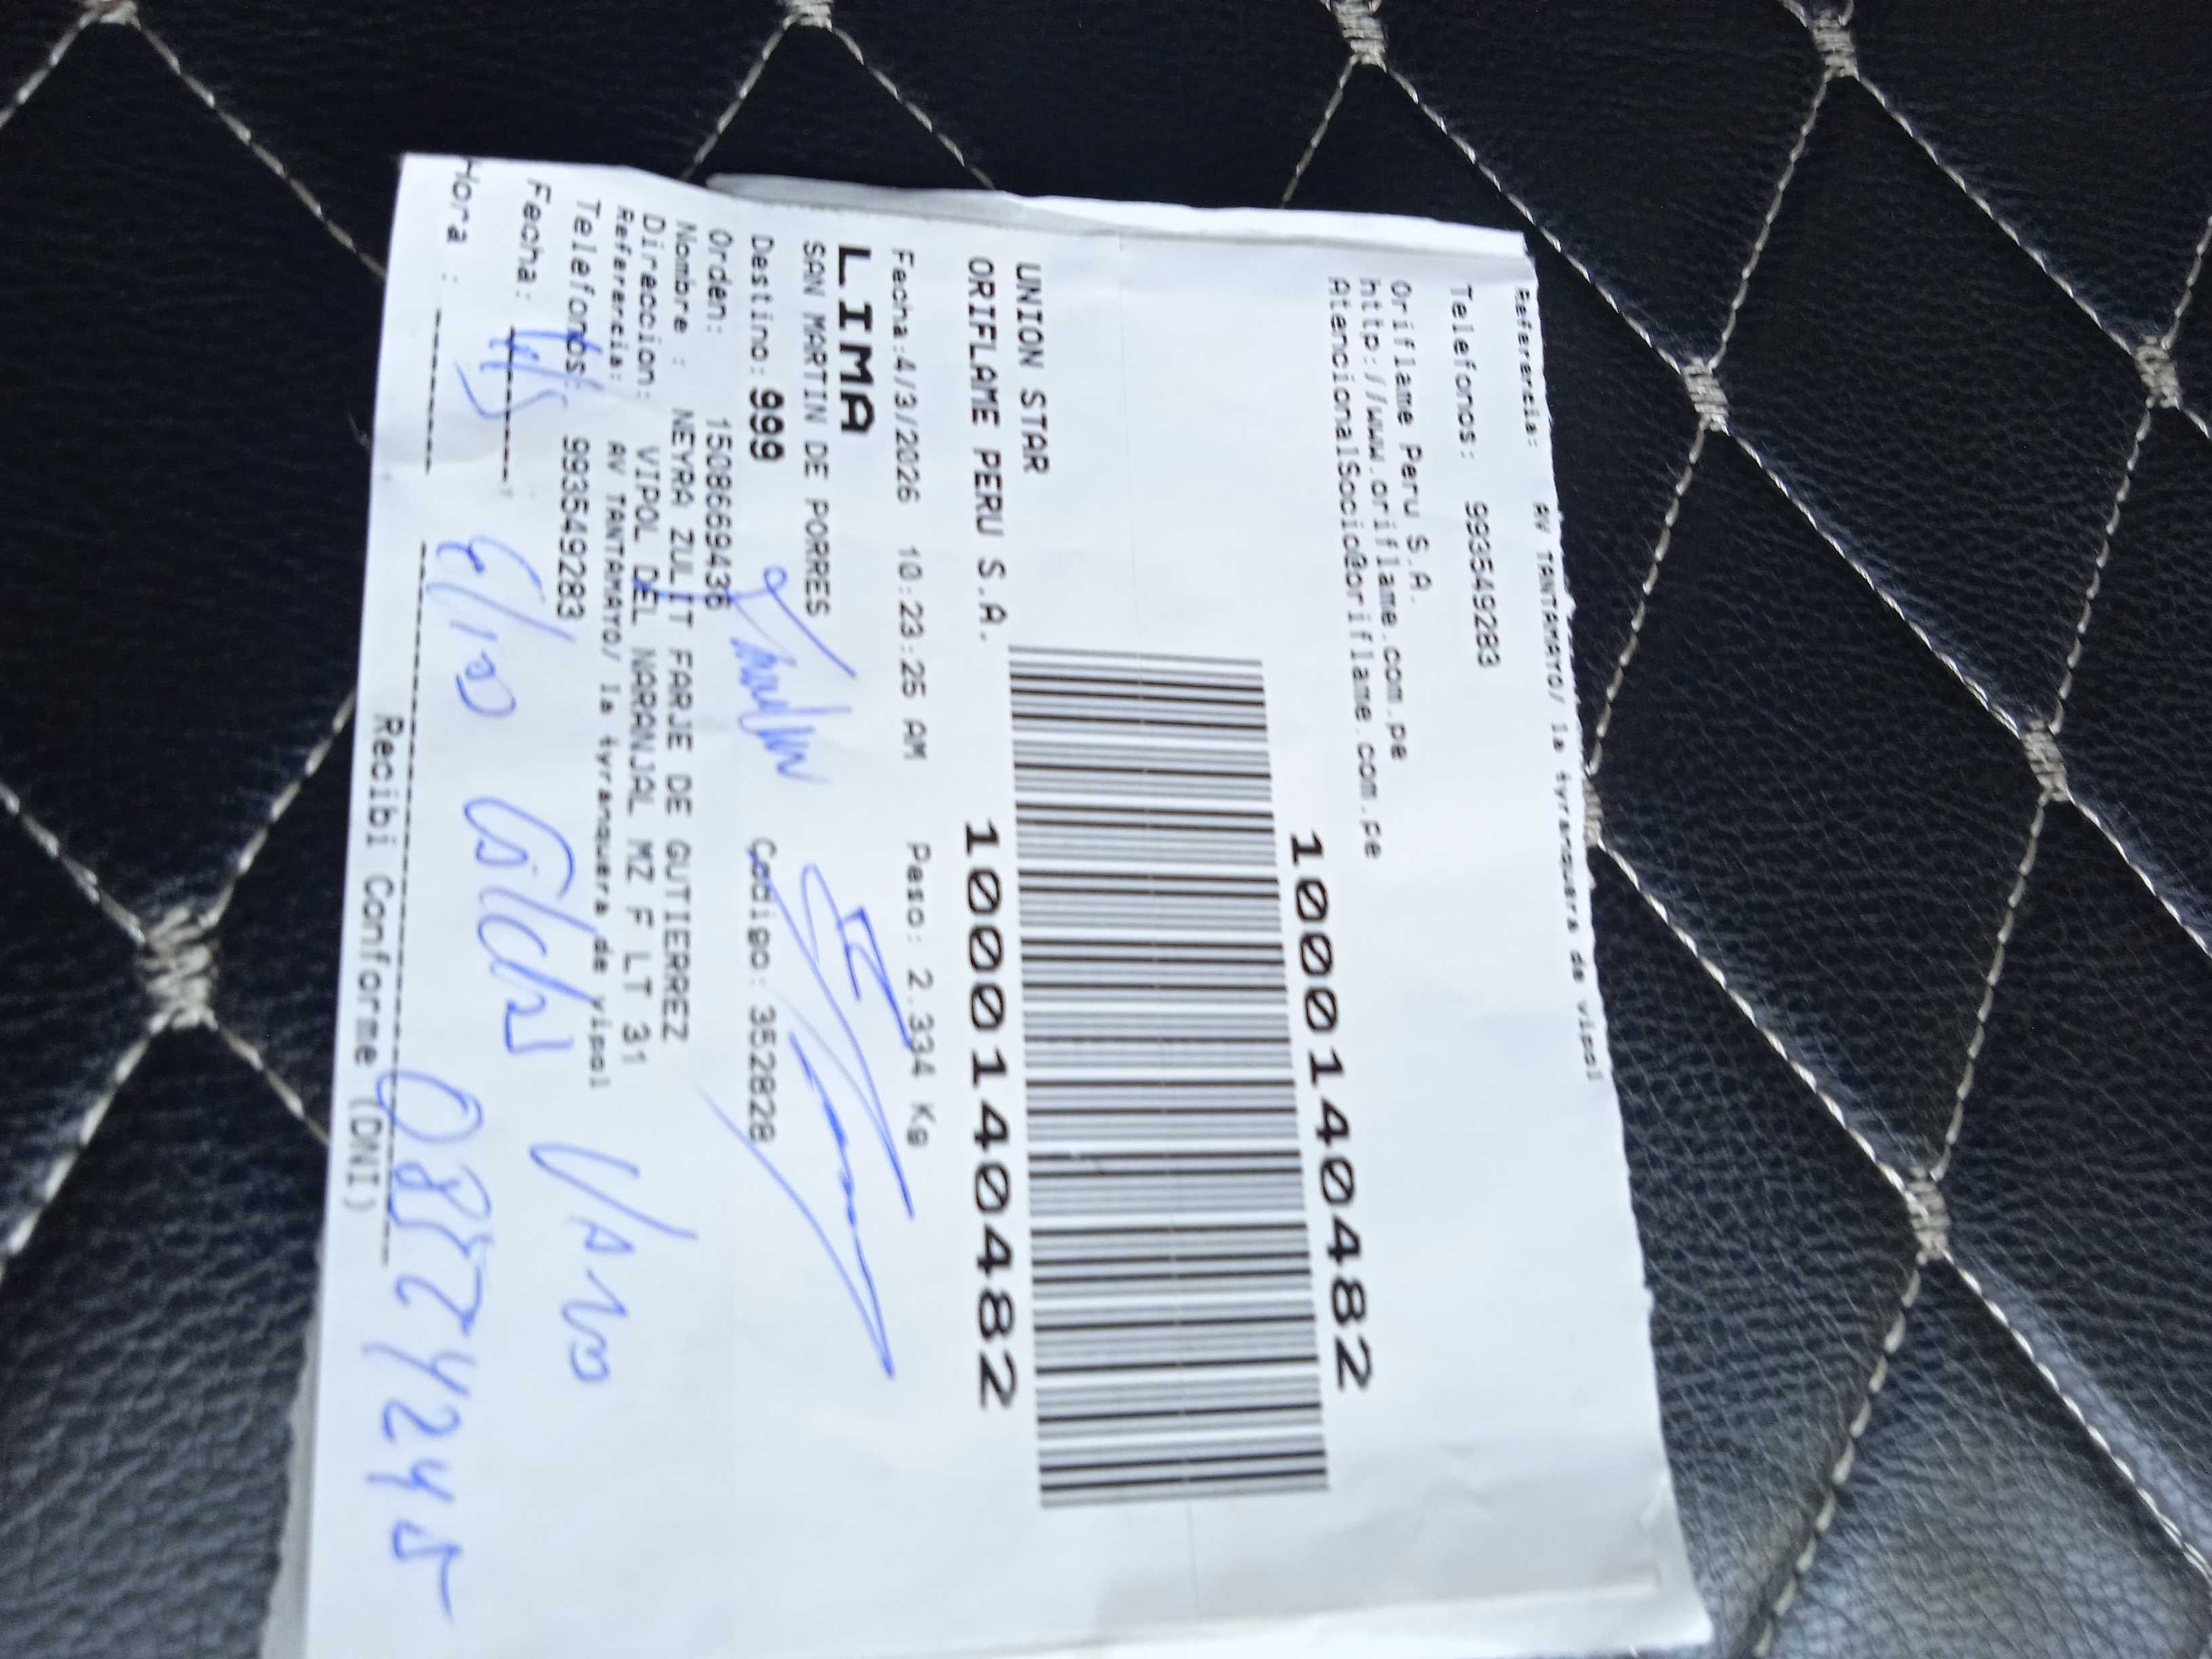 Referencia: AV TANTAMAYO/ la tyranquera de vipol
Telefonos: 993549283
Oriflame Peru S.A.
http://www.oriflame.com.pe
AtencionalSocio@oriflame.com.pe
1000140482
UNION STAR
ORIFLAME PERU S.A.
1000140482
Fecha:4/3/2026 10:23:25 AM Peso: 2.334 Kg
LIMA
SAN MARTIN DE PORRES
Destino: 999 Codigo: 3528828
Orden: 1508669436
Nombre : NEYRA ZULIT FARJE DE GUTIERREZ
Direccion: VIPOL DEL NARANJAL MZ F LT 31
Referencia: AV TANTAMAYO/ la tyranquera de vipol
Telefonos: 993549283
Fecha:
Hora :
Recibi Conforme (DNI)